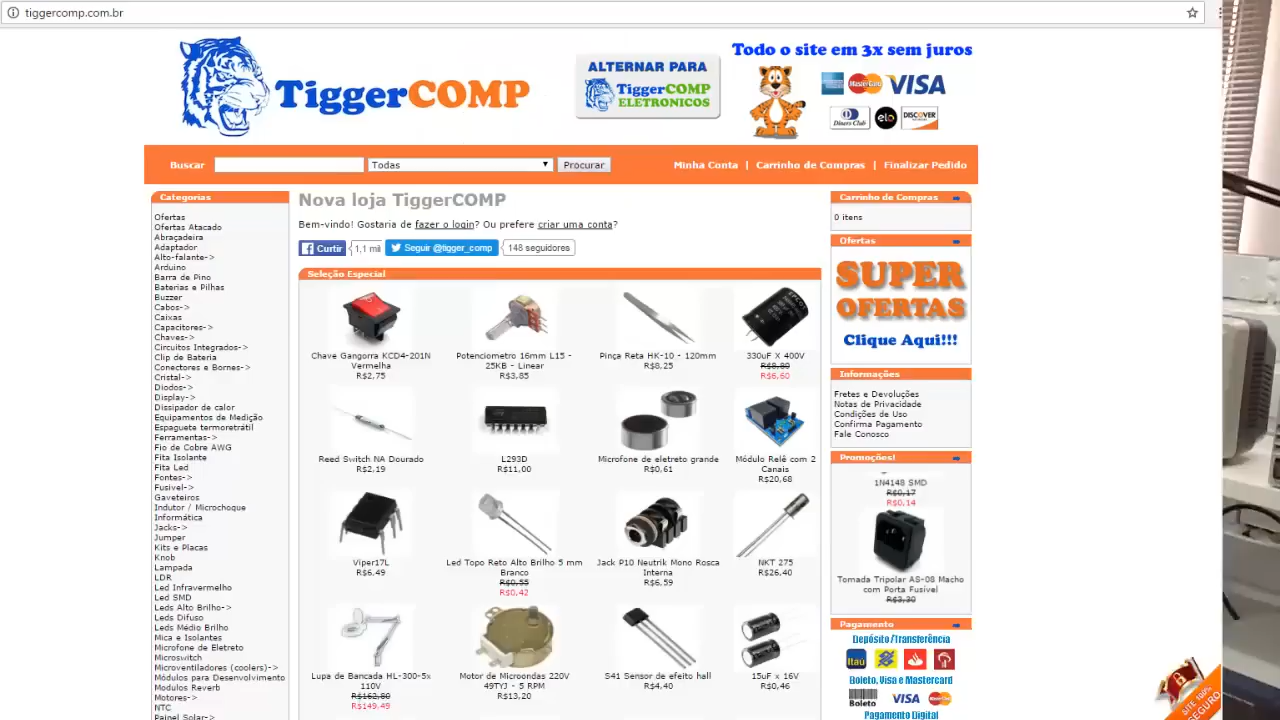 tiggercomp.com.br
TiggerCOMP
ALTERNAR PARA
TiggerCOMP
ELETRONICOS
Todo o site em 3x sem juros
MasterCard
VISA
Diners Club
elo
DISCOVER
Buscar
Todas
Procurar
Minha Conta | Carrinho de Compras | Finalizar Pedido
Categorias
Ofertas
Ofertas Atacado
Abraçadeira
Adaptador
Alto-falante->
Arduino
Barra de Pino
Baterias e Pilhas
Buzzer
Cabos->
Caixas
Capacitores->
Chaves->
Circuitos Integrados->
Clip de Bateria
Conectores e Bornes->
Cristal->
Diodos->
Display->
Dissipador de calor
Equipamentos de Medição
Espaguete termoretrátil
Ferramentas->
Fio de Cobre AWG
Fita Isolante
Fita Led
Fontes->
Fusivel->
Gaveteiros
Indutor / Microchoque
Informática
Jacks->
Jumper
Kits e Placas
Knob
Lampada
LDR
Led Infravermelho
Led SMD
Leds Alto Brilho->
Leds Difuso
Leds Médio Brilho
Mica e Isolantes
Microfone de Eletreto
Microswitch
Microventiladores (coolers)->
Módulos para Desenvolvimento
Modulos Reverb
Motores->
NTC
Painel Solar->
Nova loja TiggerCOMP
Bem-vindo! Gostaria de fazer o login? Ou prefere criar uma conta?
Curtir
1,1 mil
Seguir @tigger_comp
148 seguidores
Seleção Especial
Chave Gangorra KCD4-201N
Vermelha
R$2,75
Potenciometro 16mm L15 -
25KB - Linear
R$3,85
Pinça Reta HK-10 - 120mm
R$8,25
330uF X 400V
R$8,80
R$6,60
Reed Switch NA Dourado
R$2,19
L293D
R$11,00
Microfone de eletreto grande
R$0,61
Módulo Relê com 2
Canais
R$20,68
Viper17L
R$6,49
Led Topo Reto Alto Brilho 5 mm
Branco
R$0,55
R$0,42
Jack P10 Neutrik Mono Rosca
Interna
R$6,59
NKT 275
R$26,40
Lupa de Bancada HL-300-5x
110V
R$162,80
R$149,49
Motor de Microondas 220V
49TYJ - 5 RPM
R$13,20
S41 Sensor de efeito hall
R$4,40
15uF x 16V
R$0,46
Carrinho de Compras
0 itens
Ofertas
SUPER
OFERTAS
Clique Aqui!!!
Informações
Fretes e Devoluções
Notas de Privacidade
Condições de Uso
Confirma Pagamento
Fale Conosco
Promoções!
1N4148 SMD
R$0,17
R$0,14
Tomada Tripolar AS-08 Macho
com Porta Fusível
R$3,30
Pagamento
Depósito/Transferência
Itaú
Boleto, Visa e Mastercard
Boleto
VISA
Pagamento Digital
SITE 100%
SEGURO